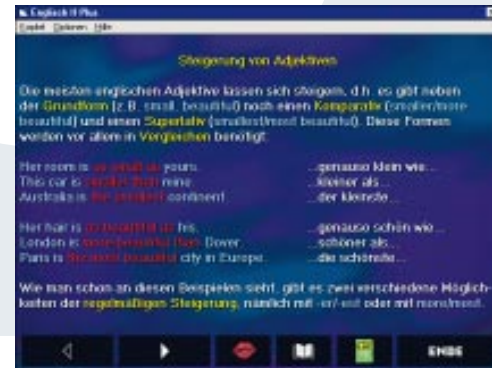 Englisch II Plus
Kapitel Optionen Hilfe
Steigerung von Adjektiven
Die meisten englischen Adjektive lassen sich steigern, d.h. es gibt neben
der Grundform (z.B. small, beautiful) noch einen Komparativ (smaller/more
beautiful) und einen Superlativ (smallest/most beautiful). Diese Formen
werden vor allem in Vergleichen benötigt:
Her room is as small as yours. ...genauso klein wie...
This car is smaller than mine. ...kleiner als...
Australia is the smallest continent. ...der kleinste...
Her hair is as beautiful as his. ...genauso schön wie...
London is more beautiful than Dover. ...schöner als...
Paris is the most beautiful city in Europe. ...die schönste...
Wie man schon an diesen Beispielen sieht, gibt es zwei verschiedene Möglich-
keiten der regelmäßigen Steigerung, nämlich mit -er/-est oder mit more/most.
ENDE